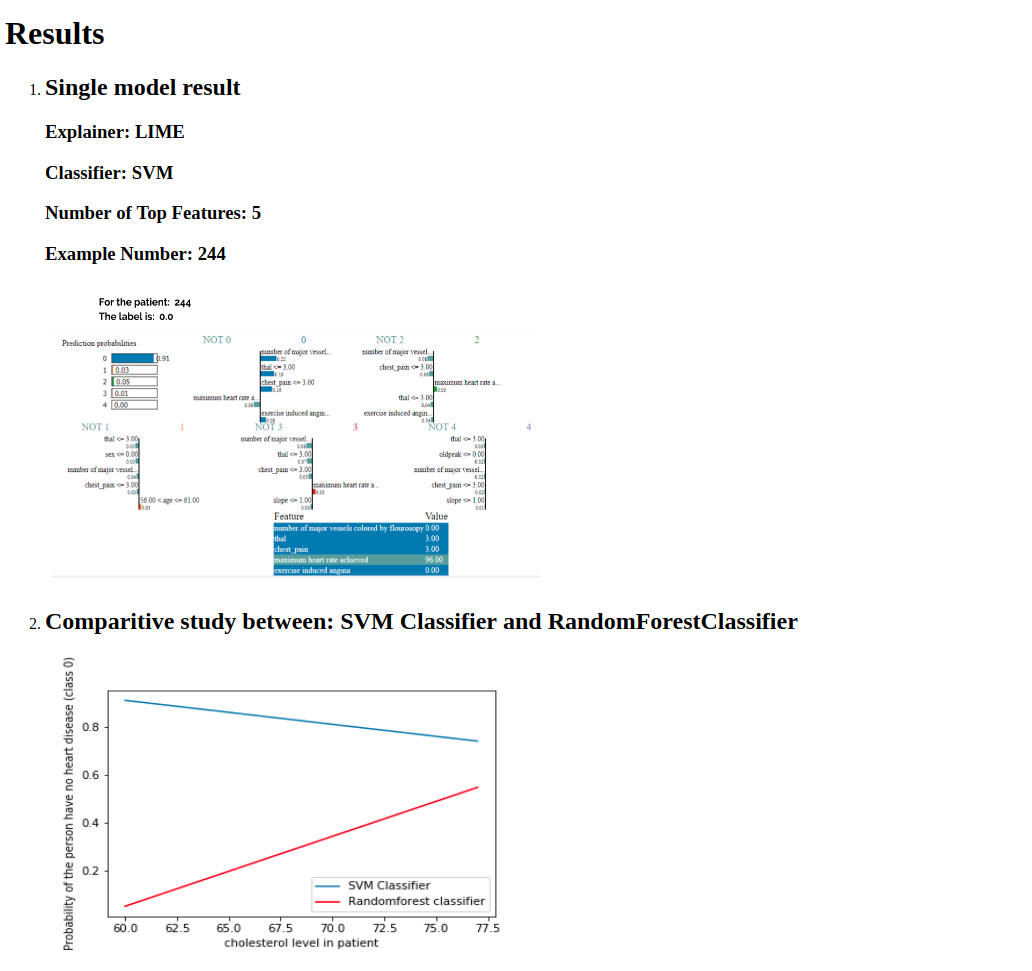 Results
1. Single model result
Explainer: LIME
Classifier: SVM
Number of Top Features: 5
Example Number: 244
For the patient: 244
The label is: 0.0
Prediction probabilities
0 0.91
1 0.03
2 0.05
3 0.01
4 0.00
NOT 0 0
number of major vessel...
0.22
thal <= 3.00
0.19
chest_pain <= 3.00
0.16
maximum heart rate a...
0.09
exercise induced angin...
0.08
NOT 2 2
number of major vessel...
0.08
chest_pain <= 3.00
0.06
maximum heart rate a...
0.05
thal <= 3.00
0.04
exercise induced angin...
0.04
NOT 1 1
thal <= 3.00
0.05
sex <= 0.00
0.05
number of major vessel...
0.04
chest_pain <= 3.00
0.03
56.00 < age <= 61.00
0.03
NOT 3 3
number of major vessel...
0.08
thal <= 3.00
0.07
chest_pain <= 3.00
0.05
maximum heart rate a...
0.03
slope <= 1.00
0.03
NOT 4 4
thal <= 3.00
oldpeak <= 0.00
0.02
number of major vessel...
0.02
chest_pain <= 3.00
0.02
slope <= 1.00
0.01
Feature Value
number of major vessels colored by flourosopy 0.00
thal 3.00
chest_pain 3.00
maximum heart rate achieved 96.00
exercise induced angina 0.00
2. Comparitive study between: SVM Classifier and RandomForestClassifier
Probability of the person have no heart disease (class 0)
0.8
0.6
0.4
0.2
SVM Classifier
Randomforest classifier
60.0 62.5 65.0 67.5 70.0 72.5 75.0 77.5
cholesterol level in patient